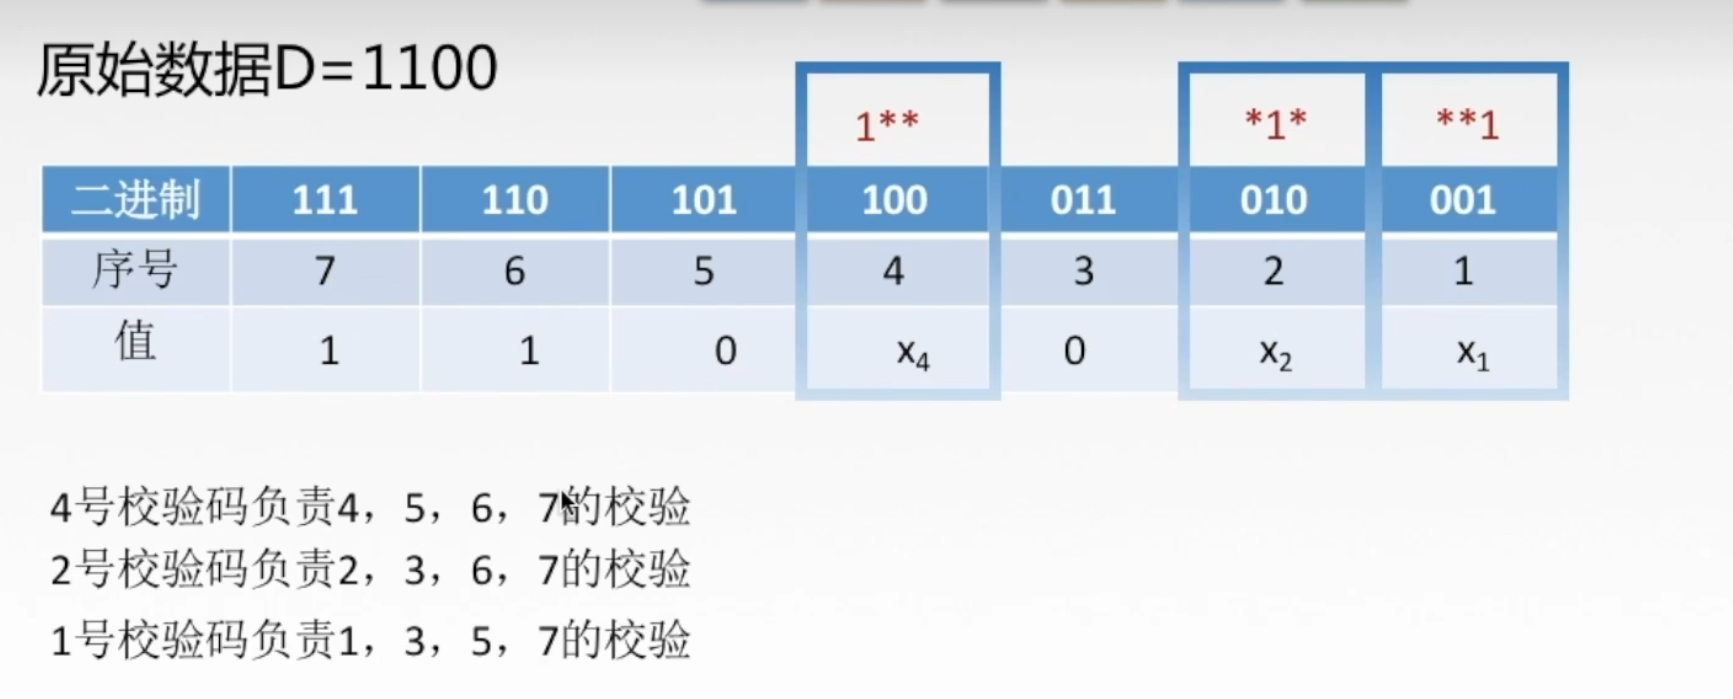 原始数据D=1100
1** *1* **1
二进制 111 110 101 100 011 010 001
序号 7 6 5 4 3 2 1
值 1 1 0 x₄ 0 x₂ x₁
4号校验码负责4，5，6，7的校验
2号校验码负责2，3，6，7的校验
1号校验码负责1，3，5，7的校验